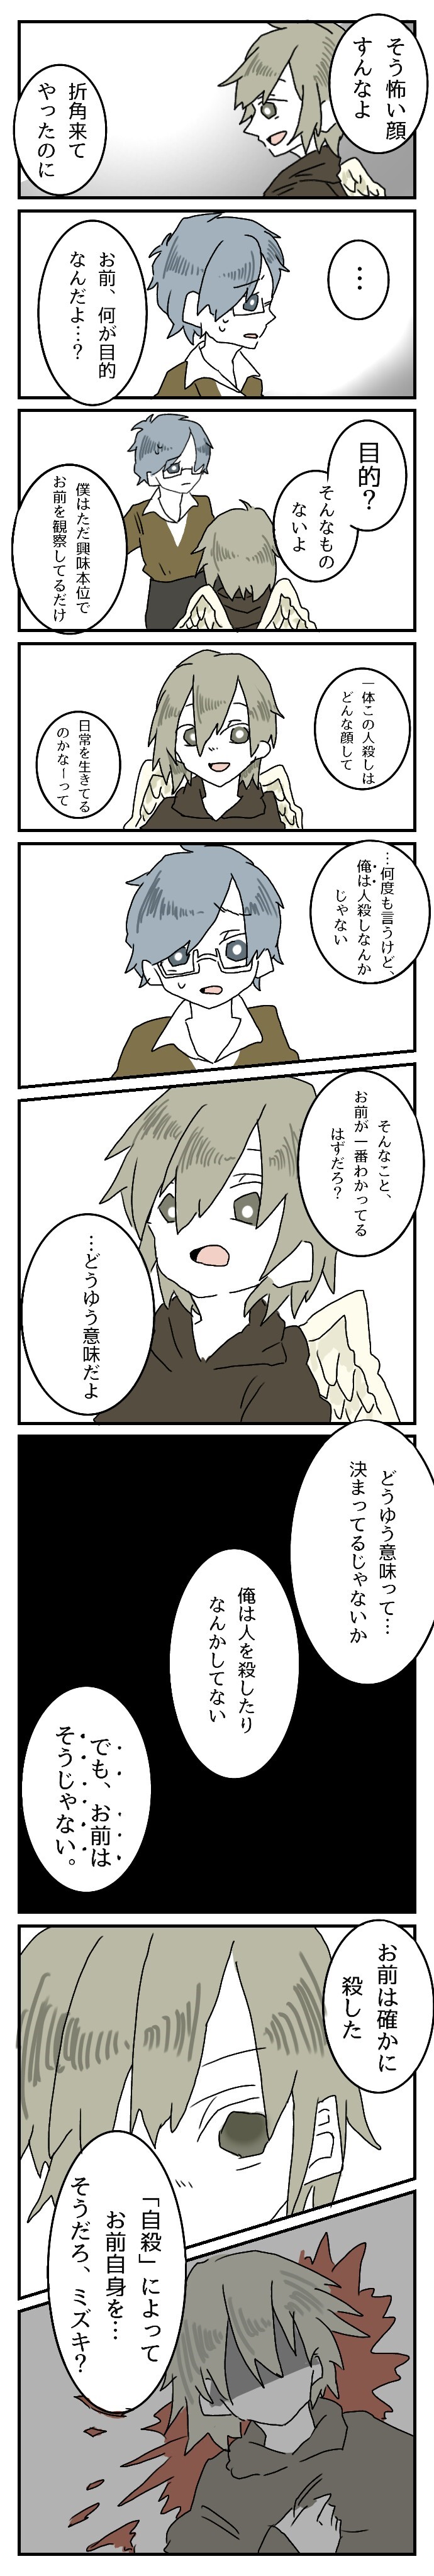 そう怖い顔
すんなよ
折角来て
やったのに
…
お前、何が目的
なんだよ…？
目的？
そんなもの
ないよ
僕はただ興味本位で
お前を観察してるだけ
一体この人殺しは
どんな顔して
日常を生きてる
のかなーって
…何度も言うけど、
俺は人殺しなんか
じゃない
そんなこと、
お前が一番わかってる
はずだろ？
…どうゆう意味だよ
どうゆう意味って…
決まってるじゃないか
俺は人を殺したり
なんかしてない
でも、お前は
そうじゃない。
お前は確かに
殺した
「自殺」によって
お前自身を…
そうだろ、ミズキ？